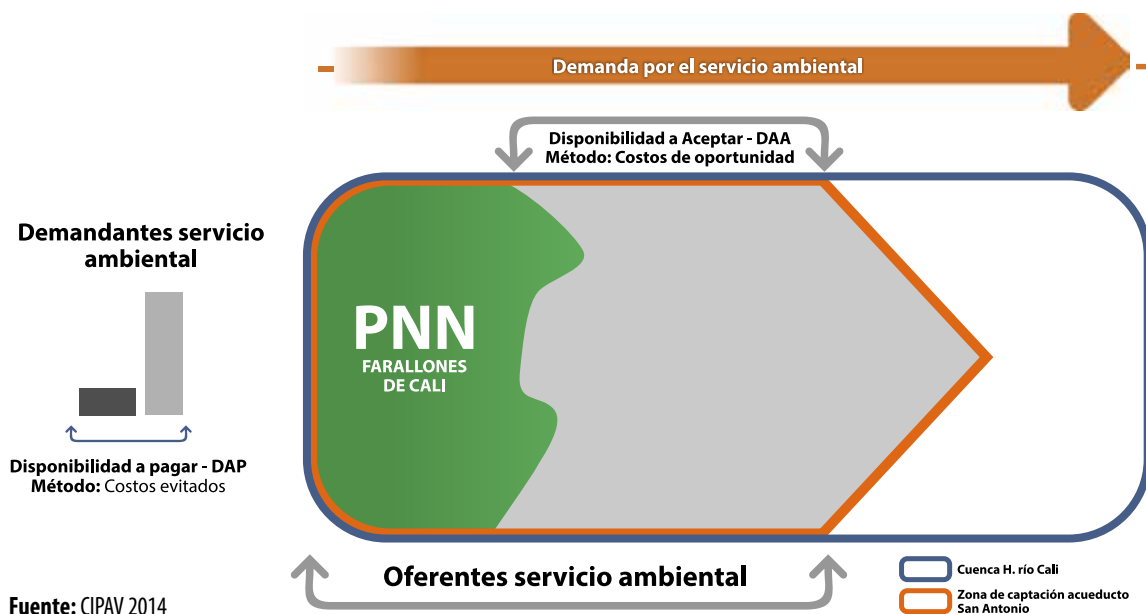 Demanda por el servicio ambiental
Disponibilidad a Aceptar - DAA
Método: Costos de oportunidad
Demandantes servicio
ambiental
PNN
FARALLONES
DE CALI
Disponibilidad a pagar - DAP
Método: Costos evitados
Oferentes servicio ambiental
Cuenca H. río Cali
Zona de captación acueducto
San Antonio
Fuente: CIPAV 2014